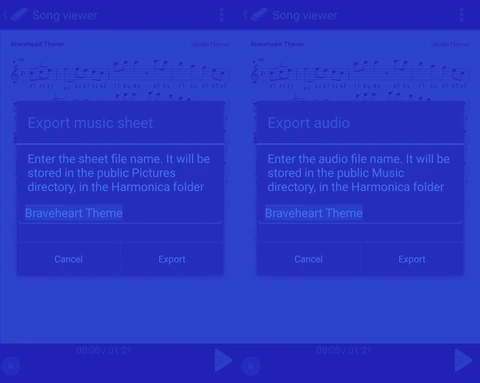 Song viewer
Braveheart Theme
James Horner
Export music sheet
Enter the sheet file name. It will be
stored in the public Pictures
directory, in the Harmonica folder
Braveheart Theme
Cancel Export
00:00 / 01:21
Song viewer
Braveheart Theme
James Horner
Export audio
Enter the audio file name. It will be
stored in the public Music
directory, in the Harmonica folder
Braveheart Theme
Cancel Export
00:00 / 01:21